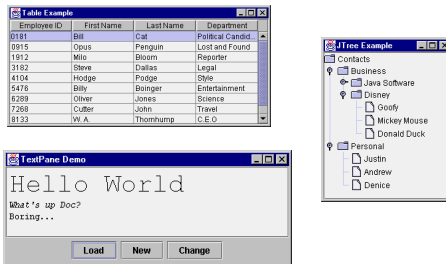 Table Example
Employee ID First Name Last Name Department
0181 Bill Cat Political Candid...
0915 Opus Penguin Lost and Found
1912 Milo Bloom Reporter
3182 Steve Dallas Legal
4104 Hodge Podge Style
5476 Billy Boinger Entertainment
6289 Oliver Jones Science
7268 Cutter John Travel
8133 W. A. Thornhump C.E.O
JTree Example
Contacts
Business
Java Software
Disney
Goofy
Mickey Mouse
Donald Duck
Personal
Justin
Andrew
Denice
TextPane Demo
Hello World
What's up Doc?
Boring...
Load New Change